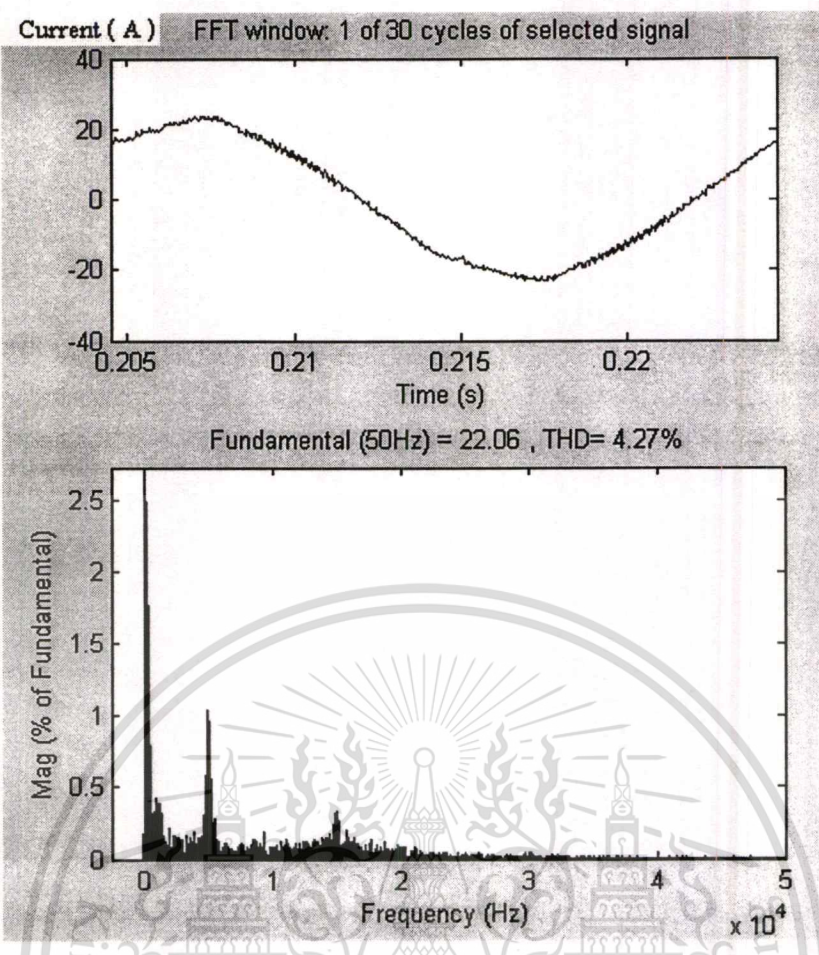 Current ( A ) FFT window: 1 of 30 cycles of selected signal
40
20
0
-20
-40
0.205 0.21 0.215 0.22
Time (s)
Fundamental (50Hz) = 22.06 , THD= 4.27%
Mag (% of Fundamental)
2.5
2
1.5
1
0.5
0
0 1 2 3 4 5
Frequency (Hz)
x 10⁴